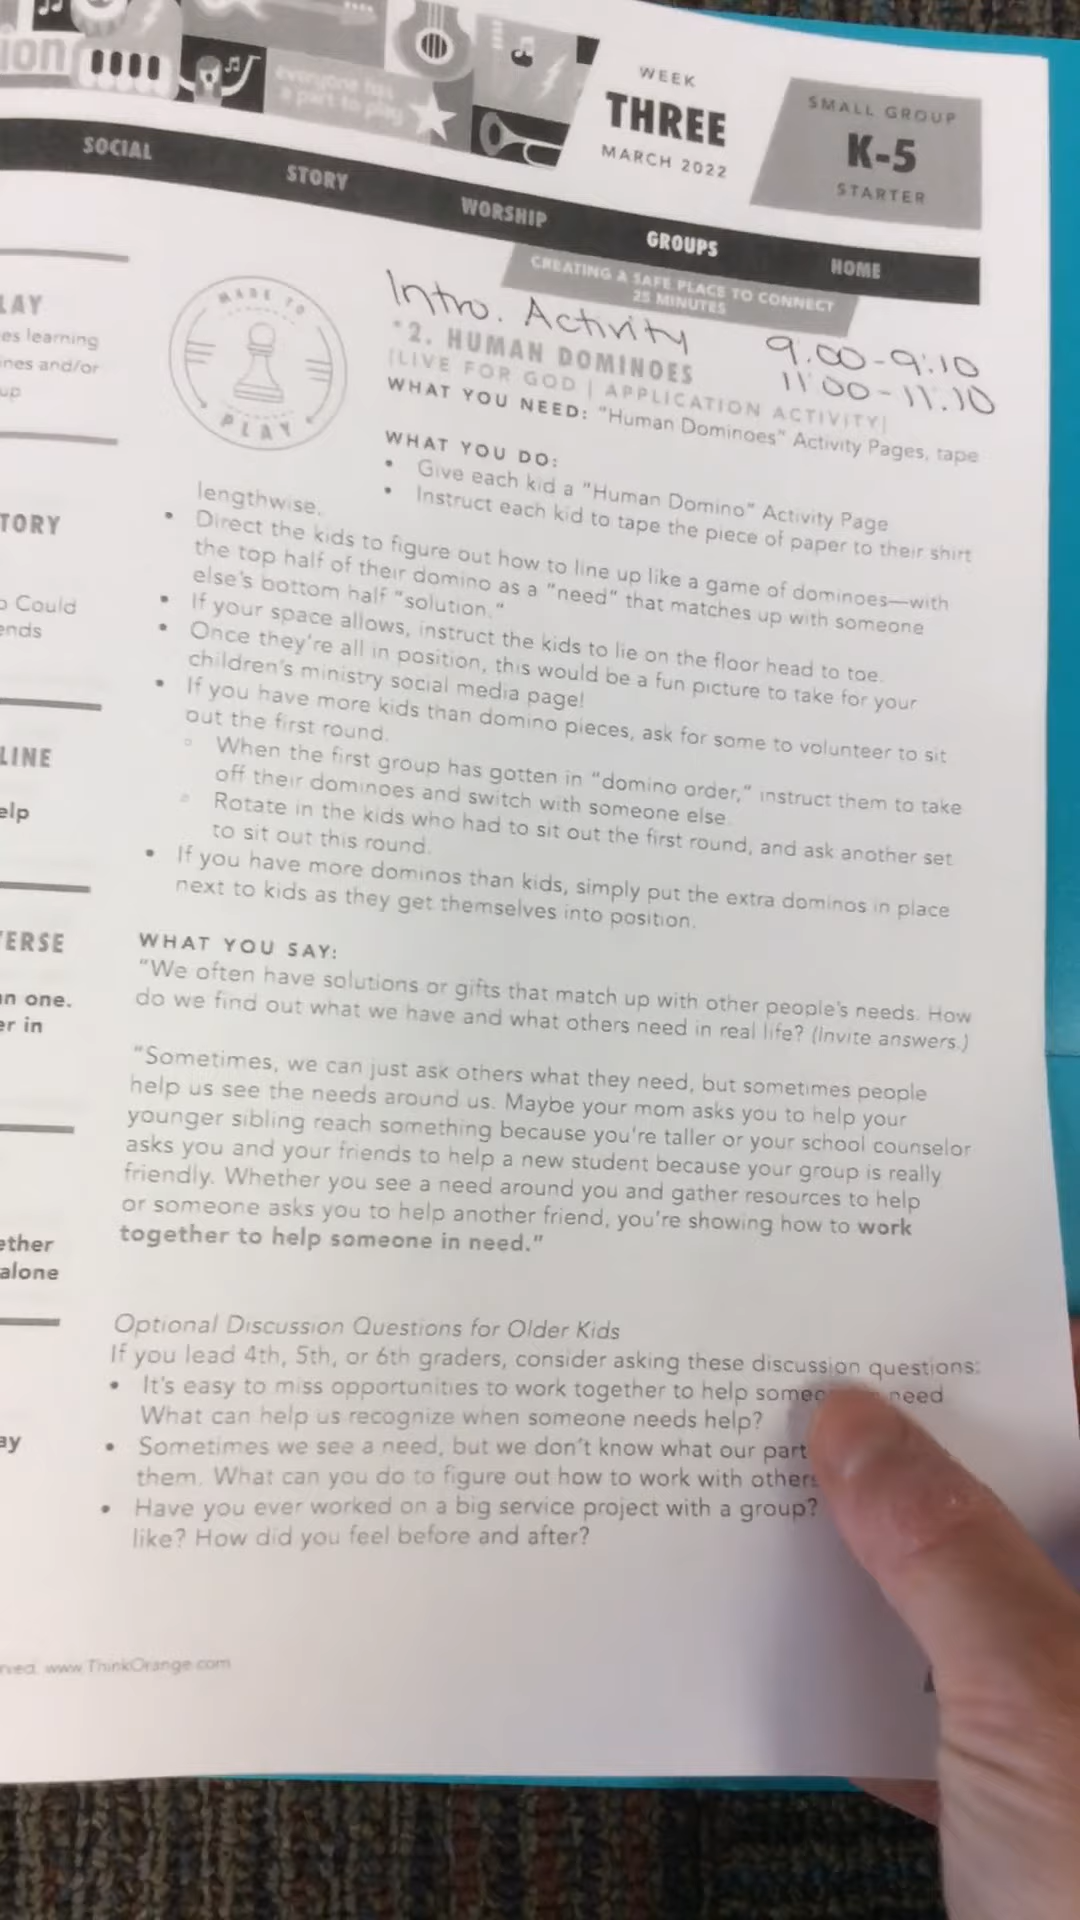 ion
everyone has
a part to play
WEEK
THREE
MARCH 2022
SMALL GROUP
K-5
STARTER
SOCIAL
STORY
WORSHIP
GROUPS
HOME
CREATING A SAFE PLACE TO CONNECT
25 MINUTES
LAY
es learning
ines and/or
up
TORY
o Could
ends
LINE
elp
ERSE
an one.
er in
ether
alone
ay
MADE TO
PLAY
Intro. Activity
9:00-9:10
11:00-11:10
*2. HUMAN DOMINOES
[LIVE FOR GOD | APPLICATION ACTIVITY]
WHAT YOU NEED: "Human Dominoes" Activity Pages, tape
WHAT YOU DO:
• Give each kid a "Human Domino" Activity Page
• Instruct each kid to tape the piece of paper to their shirt
lengthwise.
• Direct the kids to figure out how to line up like a game of dominoes—with
the top half of their domino as a "need" that matches up with someone
else's bottom half "solution."
• If your space allows, instruct the kids to lie on the floor head to toe.
• Once they're all in position, this would be a fun picture to take for your
children's ministry social media page!
• If you have more kids than domino pieces, ask for some to volunteer to sit
out the first round.
○ When the first group has gotten in "domino order," instruct them to take
off their dominoes and switch with someone else.
○ Rotate in the kids who had to sit out the first round, and ask another set
to sit out this round.
• If you have more dominos than kids, simply put the extra dominos in place
next to kids as they get themselves into position.
WHAT YOU SAY:
"We often have solutions or gifts that match up with other people's needs. How
do we find out what we have and what others need in real life? (Invite answers.)
"Sometimes, we can just ask others what they need, but sometimes people
help us see the needs around us. Maybe your mom asks you to help your
younger sibling reach something because you're taller or your school counselor
asks you and your friends to help a new student because your group is really
friendly. Whether you see a need around you and gather resources to help
or someone asks you to help another friend, you're showing how to work
together to help someone in need."
Optional Discussion Questions for Older Kids
If you lead 4th, 5th, or 6th graders, consider asking these discussion questions:
• It's easy to miss opportunities to work together to help someo need
What can help us recognize when someone needs help?
• Sometimes we see a need, but we don't know what our part
them. What can you do to figure out how to work with others
• Have you ever worked on a big service project with a group?
like? How did you feel before and after?
rved. www.ThinkOrange.com